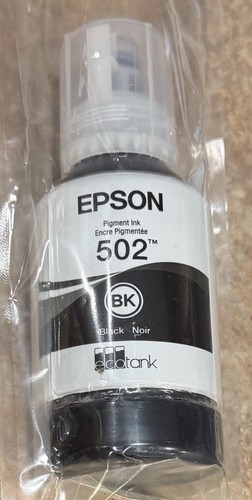 EPSON
Pigment Ink
Encre Pigmentée
502™
BK
Black Noir
ecotank